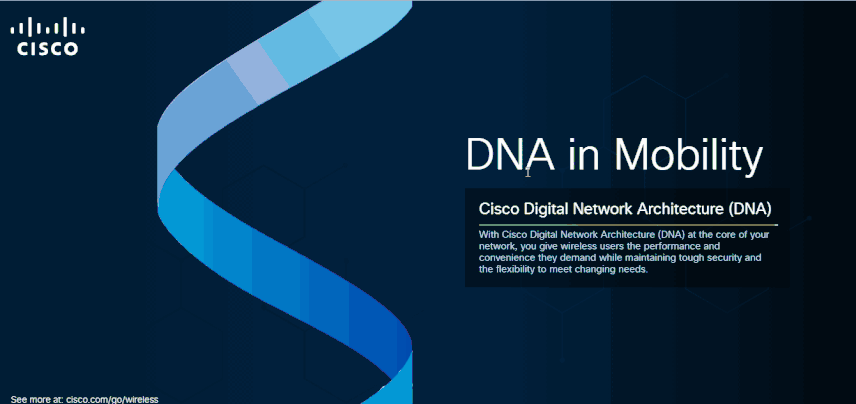 CISCO
DNA in Mobility
Cisco Digital Network Architecture (DNA)
With Cisco Digital Network Architecture (DNA) at the core of your
network, you give wireless users the performance and
convenience they demand while maintaining tough security and
the flexibility to meet changing needs.
See more at: cisco.com/go/wireless